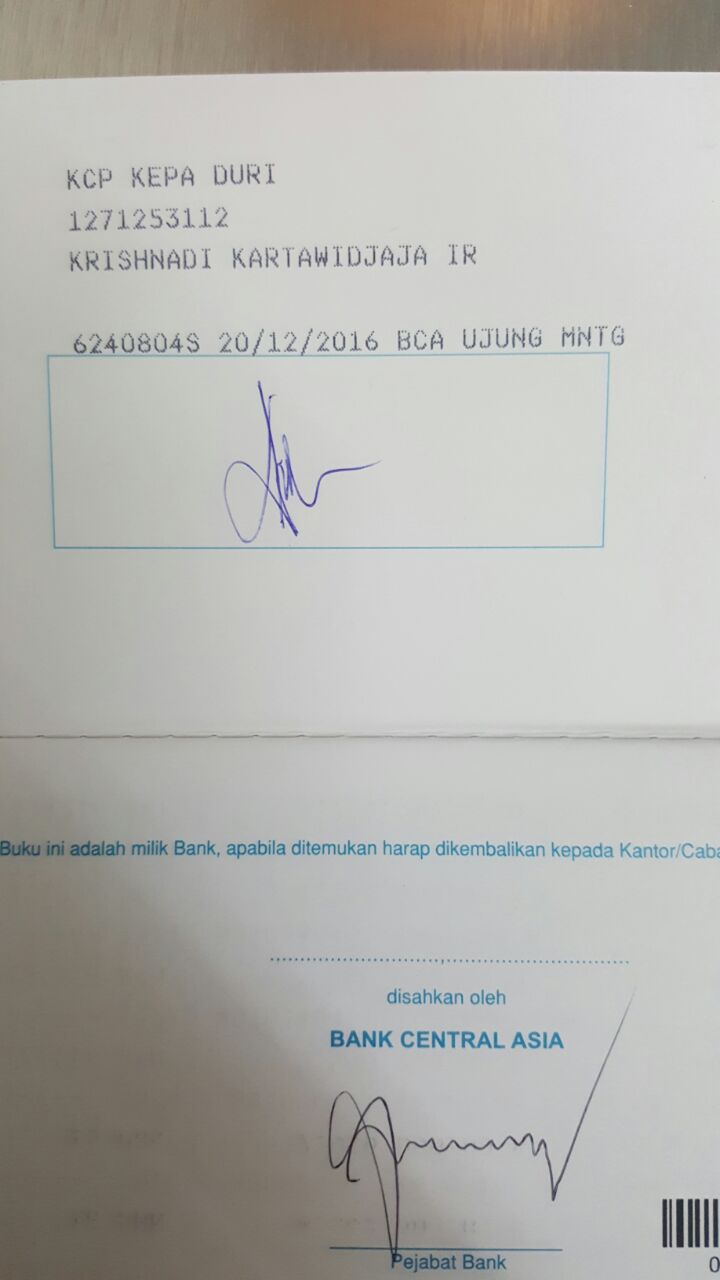 KCP KEPA DURI
1271253112
KRISHNADI KARTAWIDJAJA IR
6240804S 20/12/2016 BCA UJUNG MNTG
Buku ini adalah milik Bank, apabila ditemukan harap dikembalikan kepada Kantor/Caba
disahkan oleh
BANK CENTRAL ASIA
Pejabat Bank
0